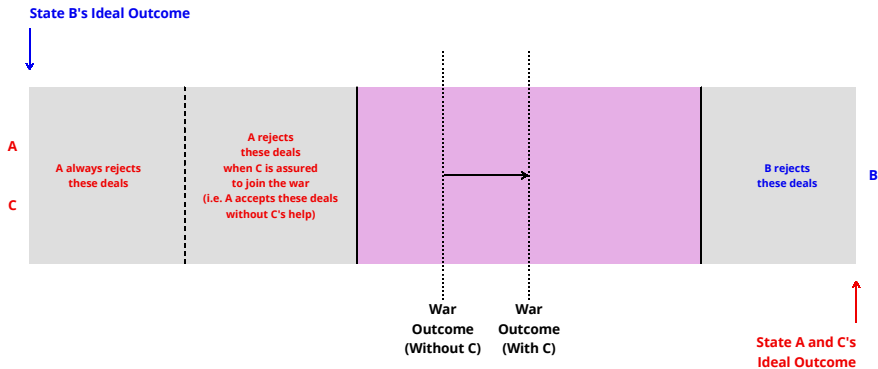 State B's Ideal Outcome
A
C
A always rejects
these deals
A rejects
these deals
when C is assured
to join the war
(i.e. A accepts these deals
without C's help)
B rejects
these deals
B
War
Outcome
(Without C)
War
Outcome
(With C)
State A and C's
Ideal Outcome